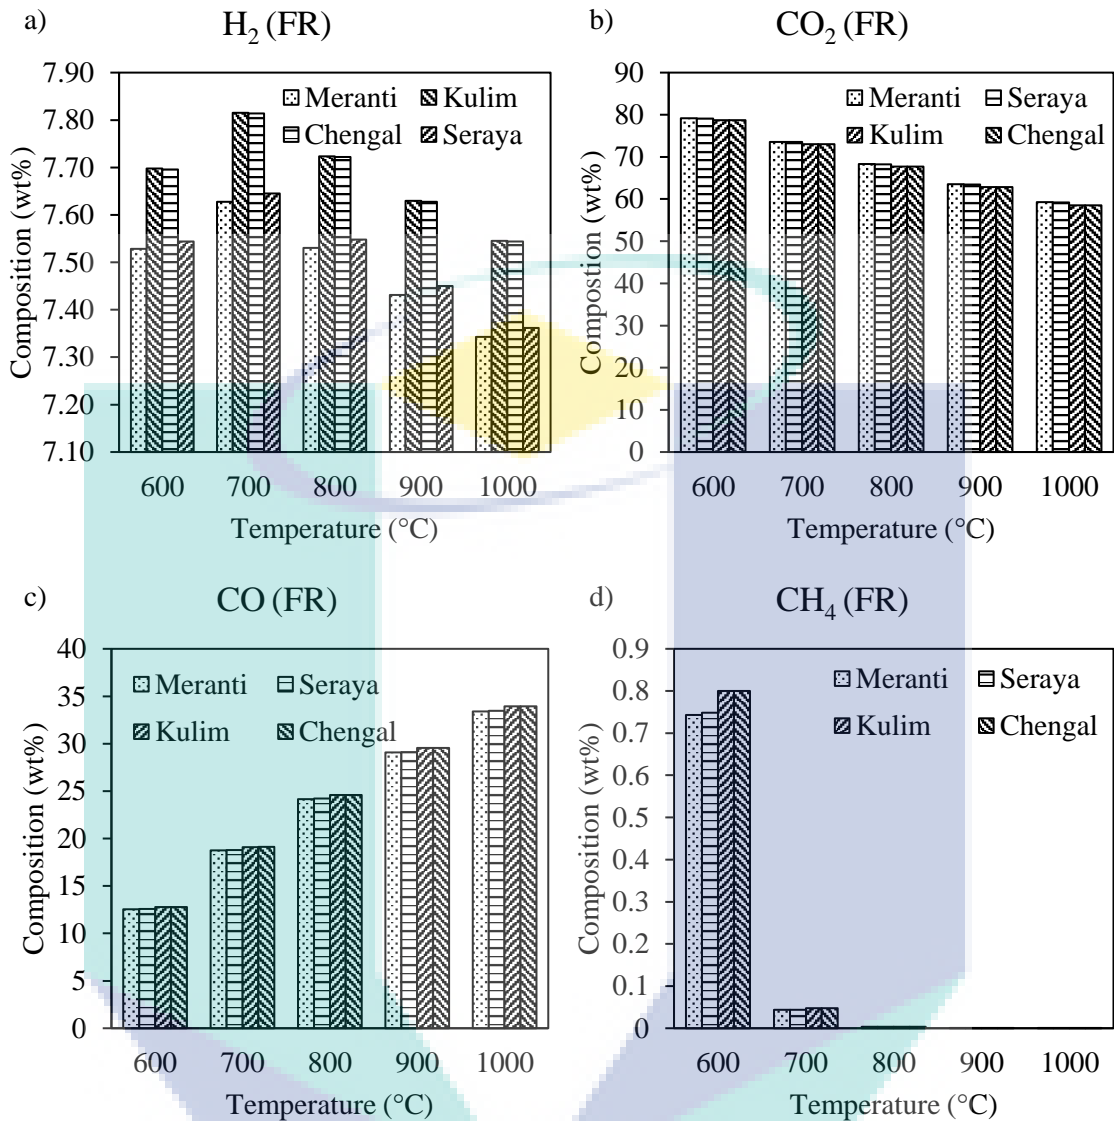 a)
H2 (FR)
Composition (wt%)
7.90
7.80
7.70
7.60
7.50
7.40
7.30
7.20
7.10
Meranti Kulim
Chengal Seraya
600 700 800 900 1000
Temperature (°C)
b)
CO2 (FR)
Compostion (wt%)
90
80
70
60
50
40
30
20
10
0
Meranti Seraya
Kulim Chengal
600 700 800 900 1000
Temperature (°C)
c)
CO (FR)
Composition (wt%)
40
35
30
25
20
15
10
5
0
Meranti Seraya
Kulim Chengal
600 700 800 900 1000
Temperature (°C)
d)
CH4 (FR)
Composition (wt%)
0.9
0.8
0.7
0.6
0.5
0.4
0.3
0.2
0.1
0
Meranti Seraya
Kulim Chengal
600 700 800 900 1000
Temperature (°C)